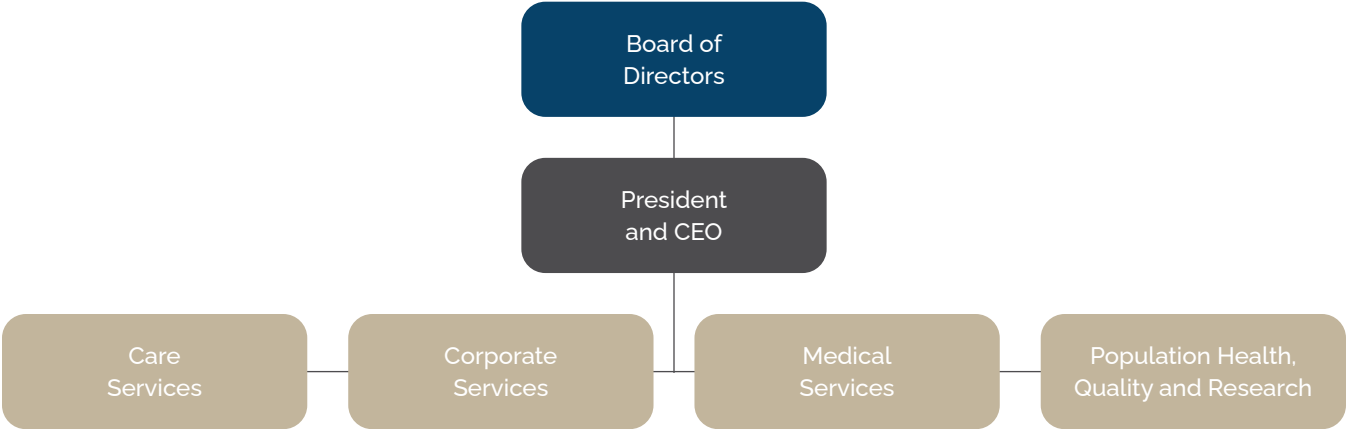 Board of
Directors
President
and CEO
Care
Services
Corporate
Services
Medical
Services
Population Health,
Quality and Research